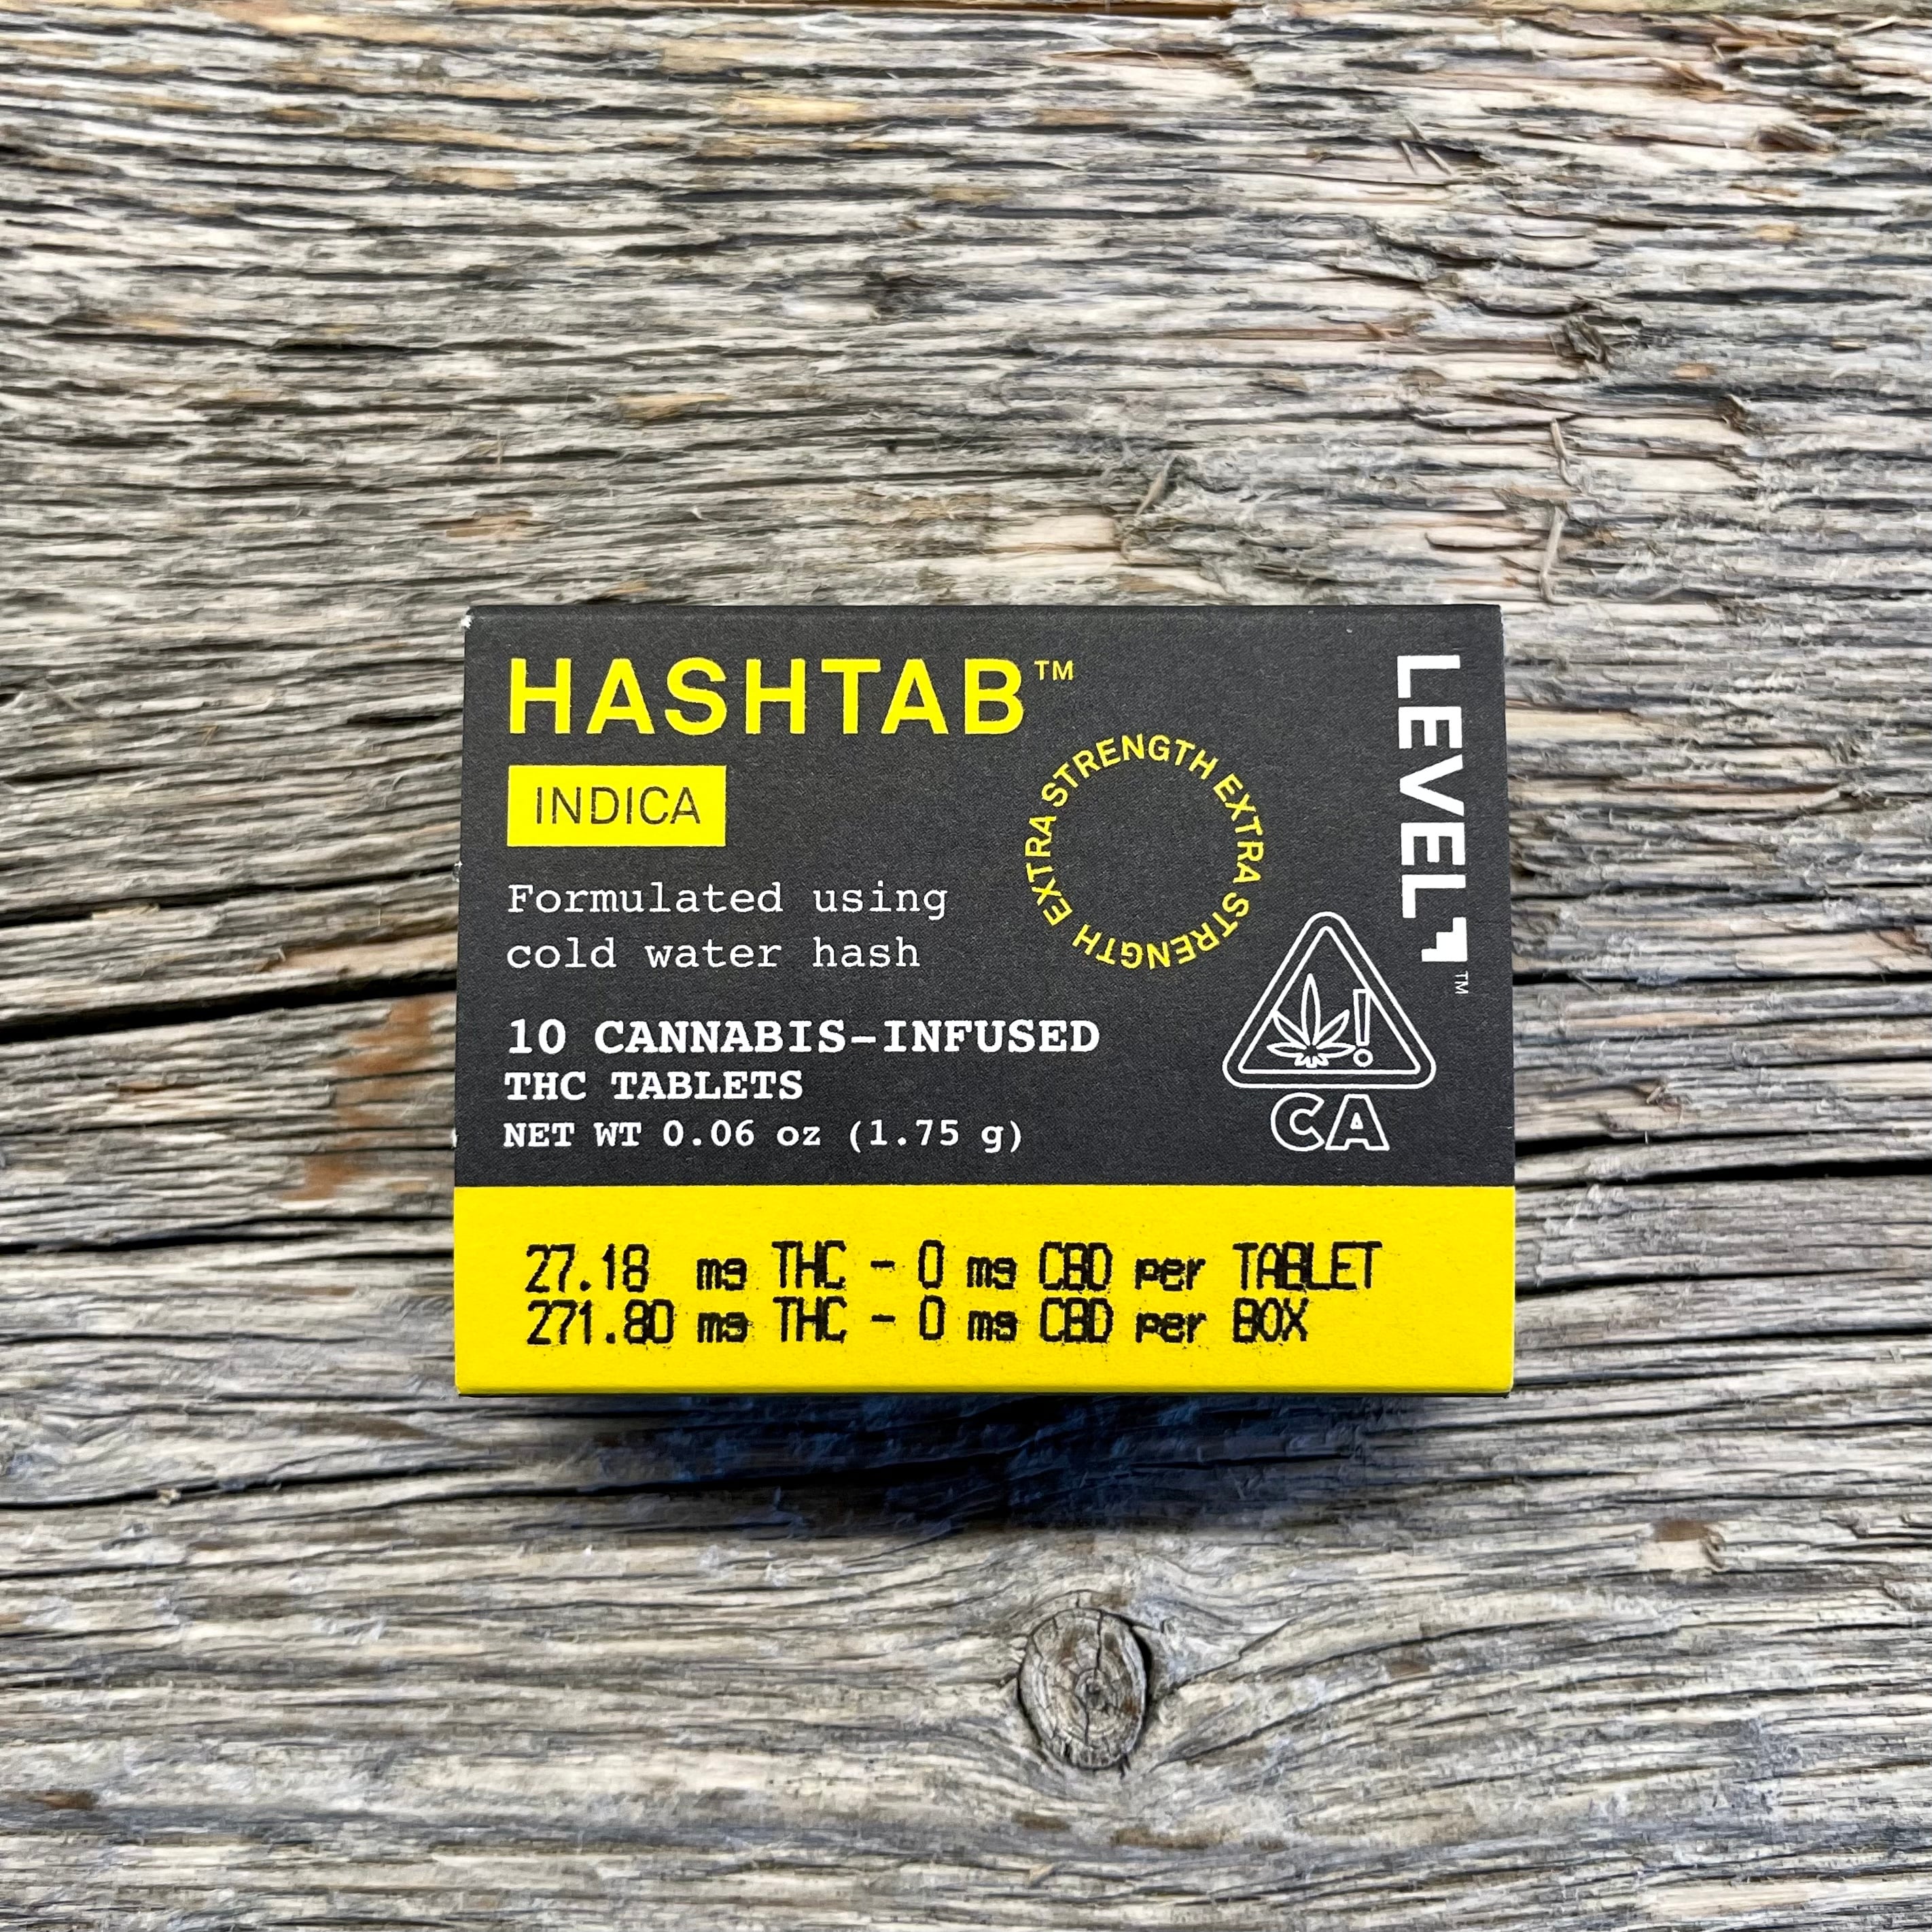 HASHTAB™
INDICA
Formulated using
cold water hash
10 CANNABIS-INFUSED
THC TABLETS
NET WT 0.06 oz (1.75 g)
EXTRA STRENGTH EXTRA STRENGTH
LEVEL™
CA
27.18 mg THC - 0 mg CBD per TABLET
271.80 mg THC - 0 mg CBD per BOX